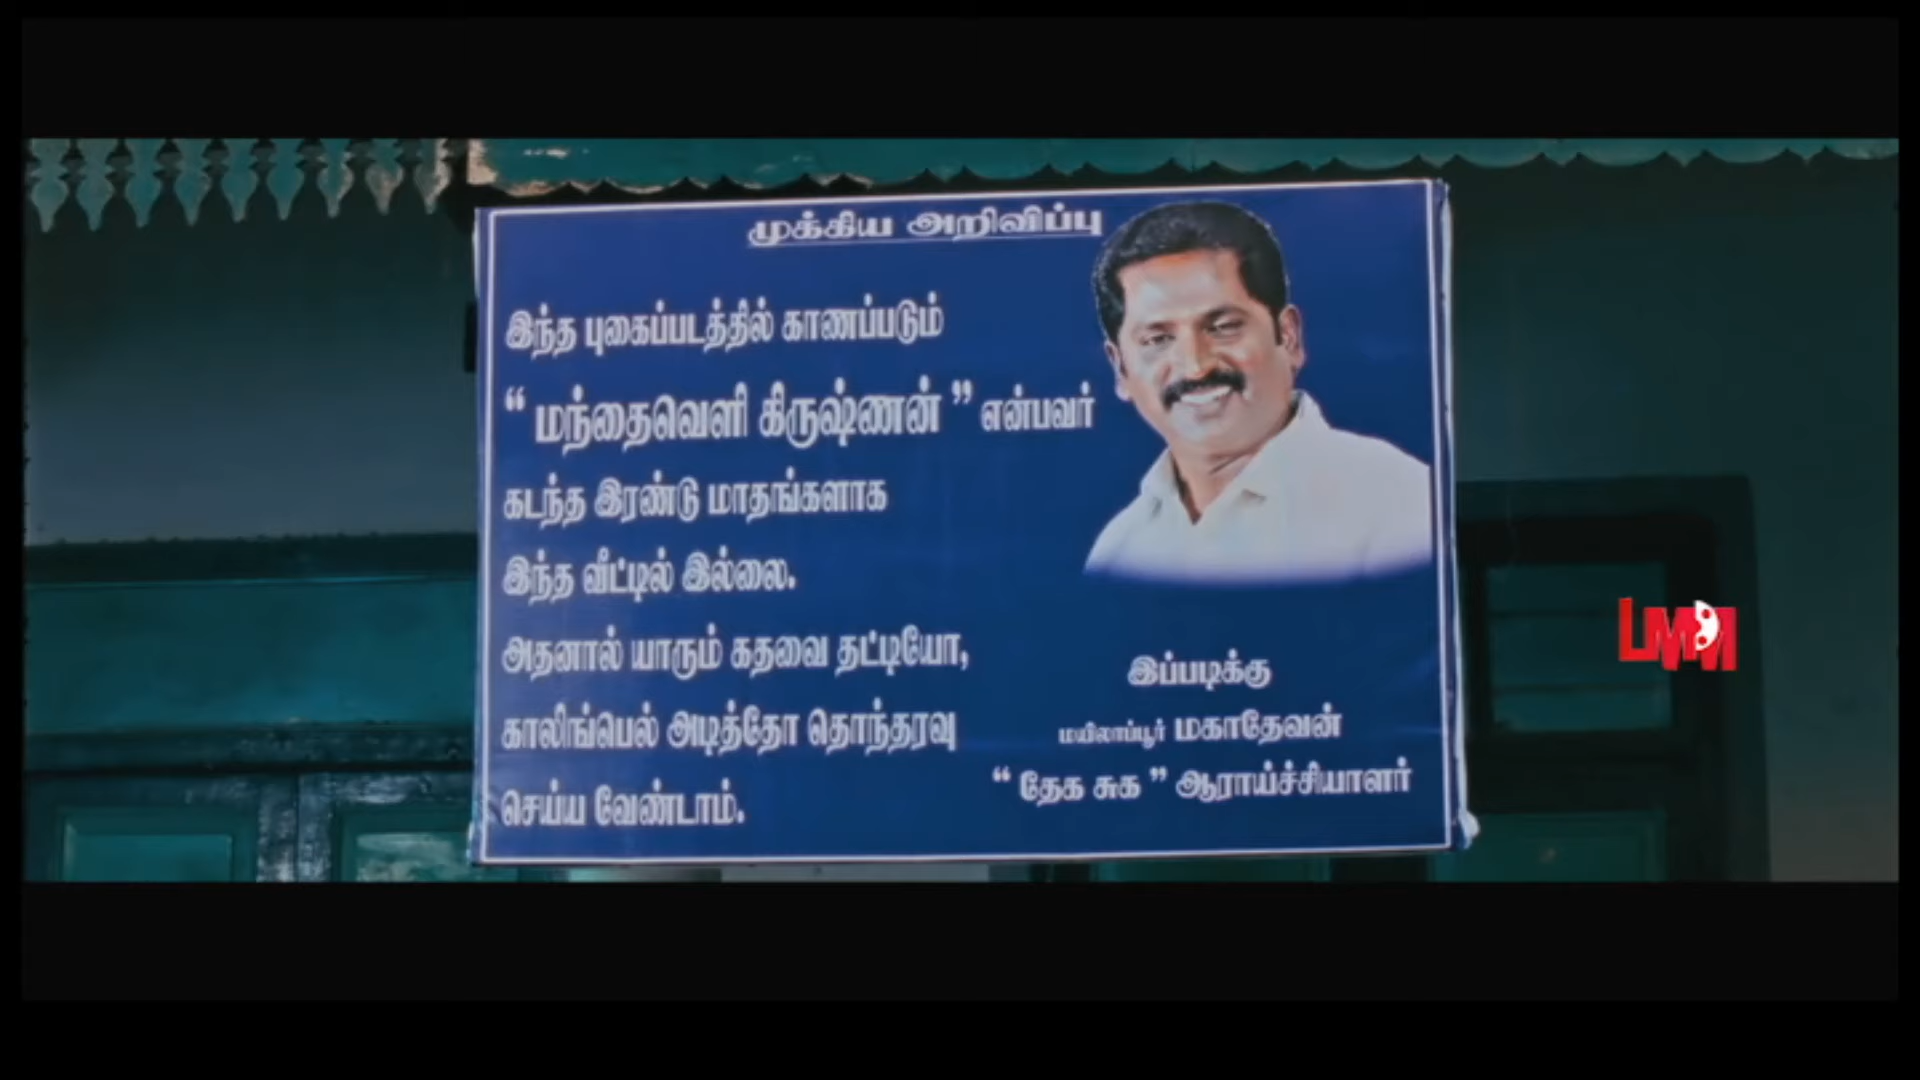 முக்கிய அறிவிப்பு
இந்த புகைப்படத்தில் காணப்படும்
“ மந்தைவெளி கிருஷ்ணன் ” என்பவர்
கடந்த இரண்டு மாதங்களாக
இந்த வீட்டில் இல்லை.
அதனால் யாரும் கதவை தட்டியோ,
காலிங்பெல் அடித்தோ தொந்தரவு
செய்ய வேண்டாம்.
இப்படிக்கு
மயிலாப்பூர் மகாதேவன்
“ தேக சுக ” ஆராய்ச்சியாளர்
LMM